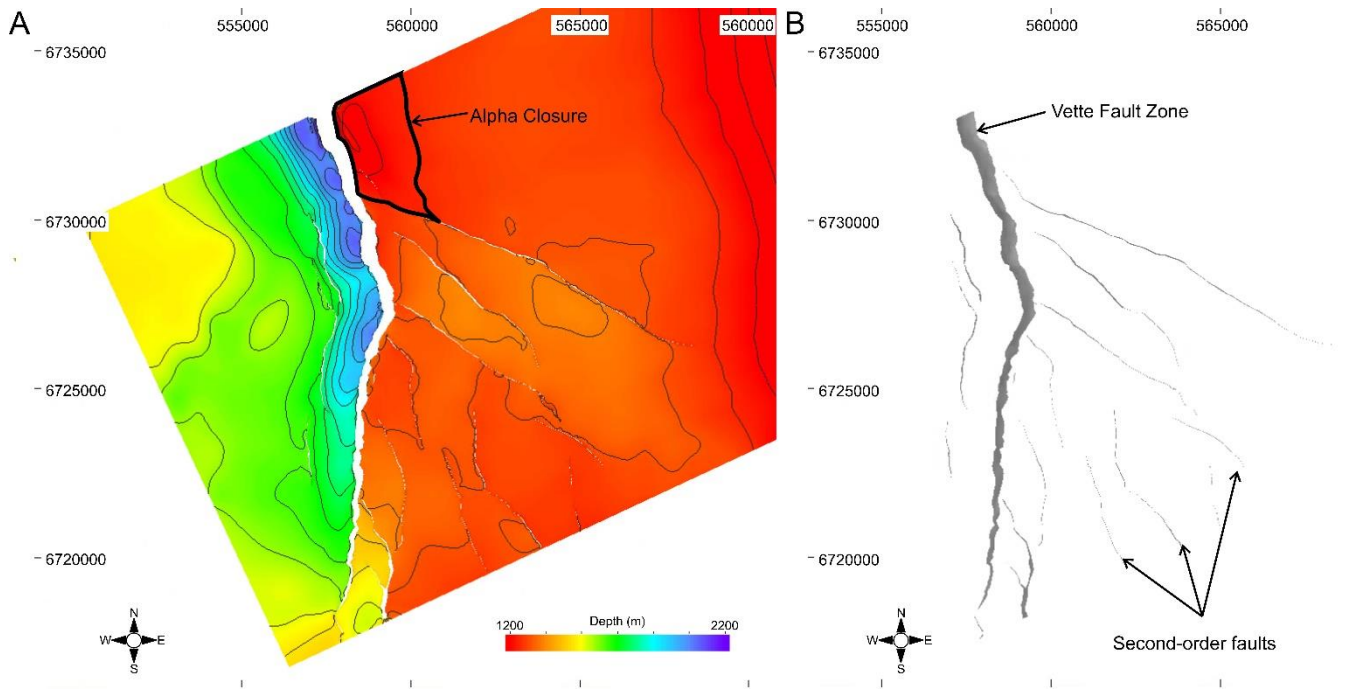 A
555000
560000
565000
560000
6735000
6730000
6725000
6720000
Alpha Closure
N
W
E
S
Depth (m)
1200
2200
B
555000
560000
565000
6735000
6730000
6725000
6720000
Vette Fault Zone
Second-order faults
N
W
E
S